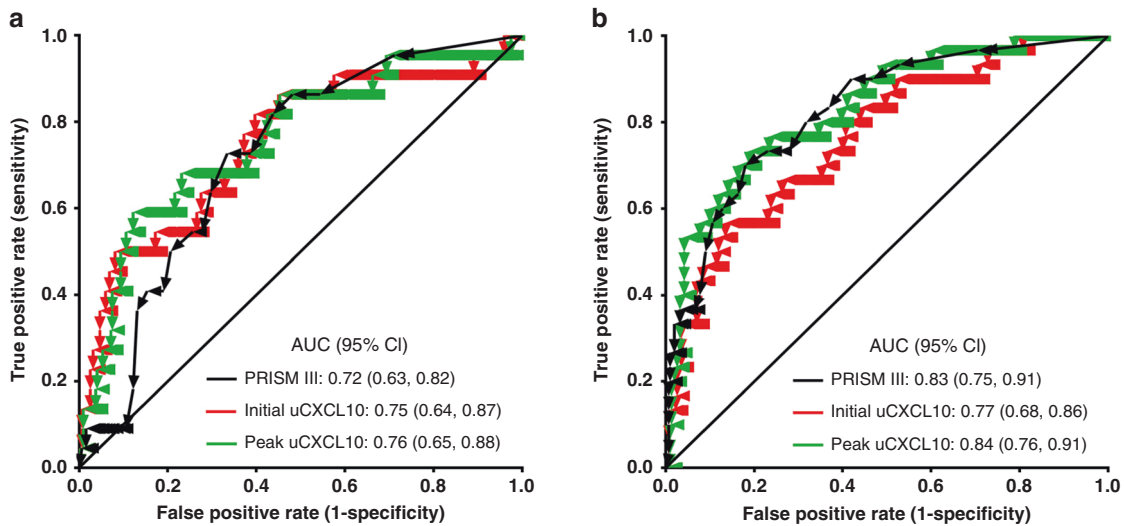 a
True positive rate (sensitivity)
1.0
0.8
0.6
0.4
0.2
0.0
AUC (95% CI)
PRISM III: 0.72 (0.63, 0.82)
Initial uCXCL10: 0.75 (0.64, 0.87)
Peak uCXCL10: 0.76 (0.65, 0.88)
0.0 0.2 0.4 0.6 0.8 1.0
False positive rate (1-specificity)
b
True positive rate (sensitivity)
1.0
0.8
0.6
0.4
0.2
0.0
AUC (95% CI)
PRISM III: 0.83 (0.75, 0.91)
Initial uCXCL10: 0.77 (0.68, 0.86)
Peak uCXCL10: 0.84 (0.76, 0.91)
0.0 0.2 0.4 0.6 0.8 1.0
False positive rate (1-specificity)